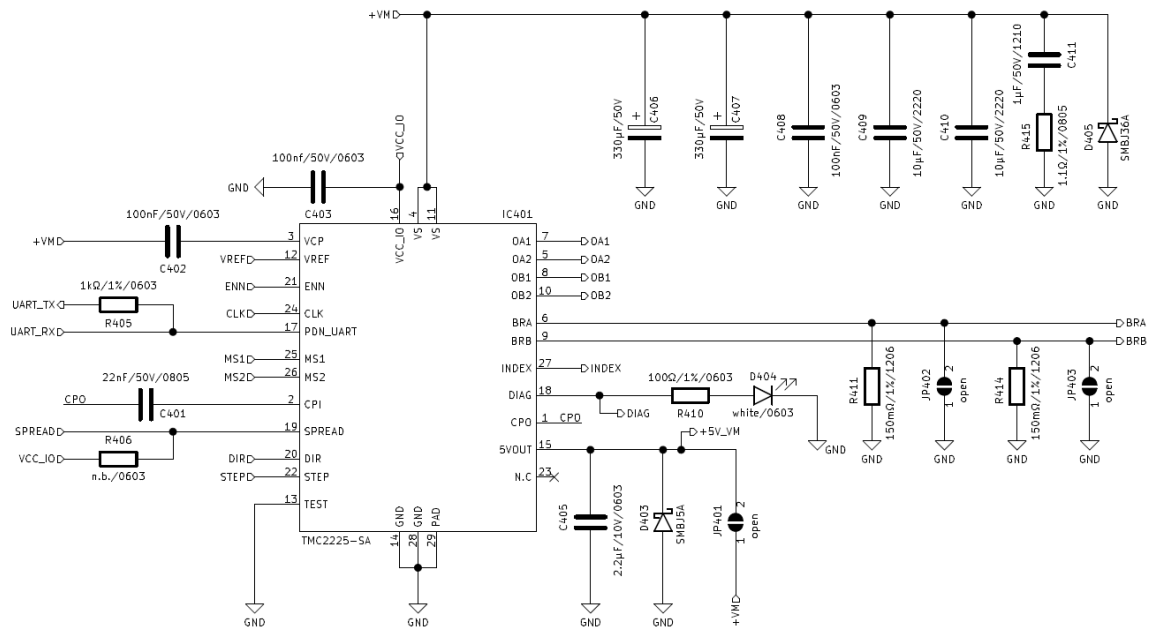 +VM
C406
330µF/50V
+
C407
330µF/50V
+
C408
100nF/50V/0603
C409
10µF/50V/2220
C410
10µF/50V/2220
1µF/50V/1210
C411
R415
1.1Ω/1%/0805
D405
SMBJ36A
GND
GND
GND
GND
GND
GND
GND
VCC_IO
100nf/50V/0603
GND
C403
16
4
11
IC401
VCC_IO
VS
VS
100nF/50V/0603
+VM
C402
3
VCP
VREF
12
VREF
ENN
21
ENN
1kΩ/1%/0603
UART_TX
R405
CLK
24
CLK
UART_RX
17
PDN_UART
MS1
25
MS1
MS2
26
MS2
22nF/50V/0805
CPO
C401
2
CPI
SPREAD
19
SPREAD
R406
VCC_IO
n.b./0603
DIR
20
DIR
STEP
22
STEP
13
TEST
GND
GND
PAD
14
28
29
TMC2225-SA
GND
GND
OA1
7
OA1
OA2
5
OA2
OB1
8
OB1
OB2
10
OB2
BRA
6
BRA
BRB
9
BRB
INDEX
27
INDEX
DIAG
18
DIAG
100Ω/1%/0603
R410
D404
white/0603
GND
CPO
1
CPO
5VOUT
15
+5V_VM
N.C
23
C405
2.2µF/10V/0603
GND
D403
SMBJ5A
GND
JP401
2
1
open
+VM
R411
150mΩ/1%/1206
GND
JP402
2
1
open
GND
R414
150mΩ/1%/1206
GND
JP403
2
1
open
GND